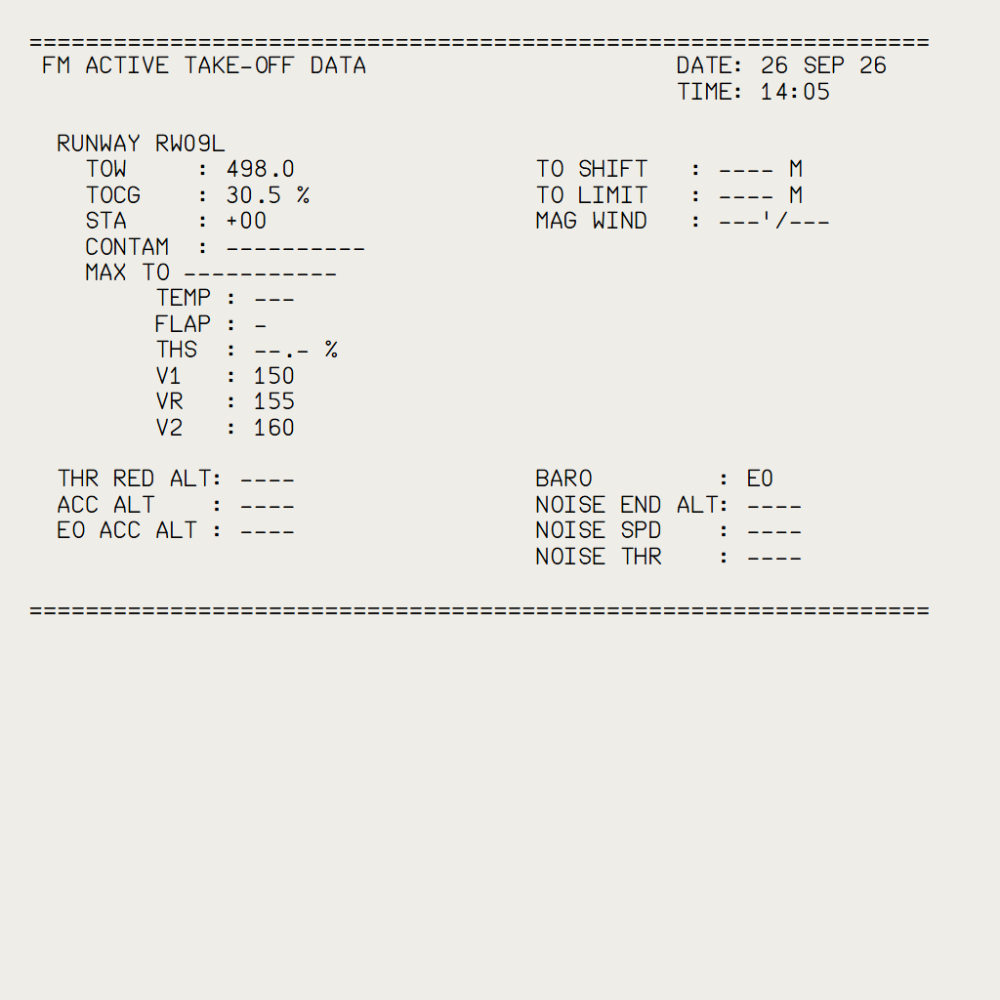 ================================================================
FM ACTIVE TAKE-OFF DATA                      DATE: 26 SEP 26
TIME: 14:05
RUNWAY RW09L
TOW     : 498.0                 TO SHIFT   : ---- M
TOCG    : 30.5 %                TO LIMIT   : ---- M
STA     : +00                   MAG WIND   : ---'/---
CONTAM  : ----------
MAX TO -----------
TEMP : ---
FLAP : -
THS  : --.- %
V1   : 150
VR   : 155
V2   : 160
THR RED ALT: ----                 BARO         : E0
ACC ALT    : ----                 NOISE END ALT: ----
EO ACC ALT : ----                 NOISE SPD    : ----
NOISE THR    : ----
================================================================